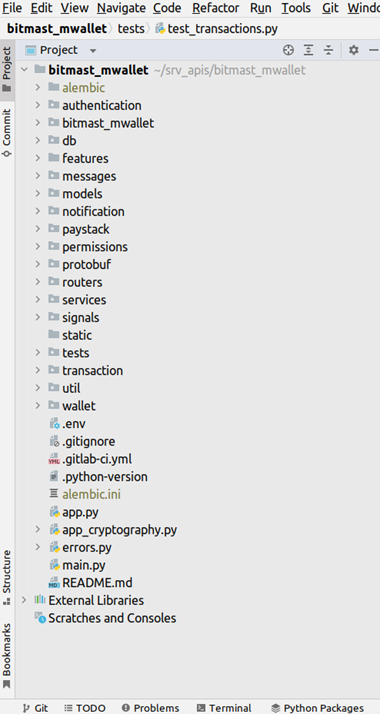 File Edit View Navigate Code Refactor Run Tools Git Windo
bitmast_mwallet tests test_transactions.py
Project
Project
bitmast_mwallet ~/srv_apis/bitmast_mwallet
alembic
authentication
Commit
bitmast_mwallet
db
features
messages
models
notification
paystack
permissions
protobuf
routers
services
signals
static
tests
transaction
util
wallet
.env
.gitignore
YML .gitlab-ci.yml
.python-version
alembic.ini
app.py
app_cryptography.py
errors.py
main.py
MD README.md
Structure
External Libraries
Scratches and Consoles
Bookmarks
Git TODO Problems Terminal Python Packages